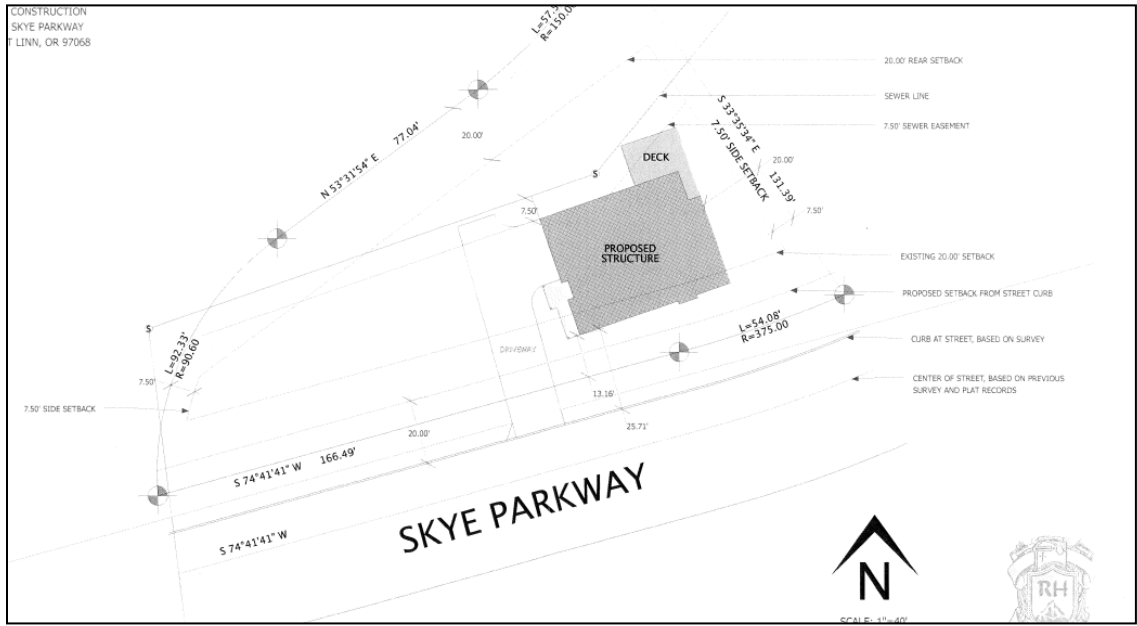 CONSTRUCTION
SKYE PARKWAY
T LINN, OR 97068
R=150.0
20.00' REAR SETBACK
SEWER LINE
7.50' SEWER EASEMENT
N 53°31'54" E 77.04'
20.00'
S 33°35'34" E 131.39'
7.50' SIDE SETBACK
DECK
S
20.00'
7.50'
7.50'
PROPOSED
STRUCTURE
EXISTING 20.00' SETBACK
PROPOSED SETBACK FROM STREET CURB
S
L=92.33'
R=90.60
L=54.08'
R=375.00
CURB AT STREET, BASED ON SURVEY
DRIVEWAY
7.50'
CENTER OF STREET, BASED ON PREVIOUS
SURVEY AND PLAT RECORDS
7.50' SIDE SETBACK
13.16'
20.00'
25.71'
S 74°41'41" W 166.49'
SKYE PARKWAY
S 74°41'41" W
N
RH
SCALE: 1"=40'